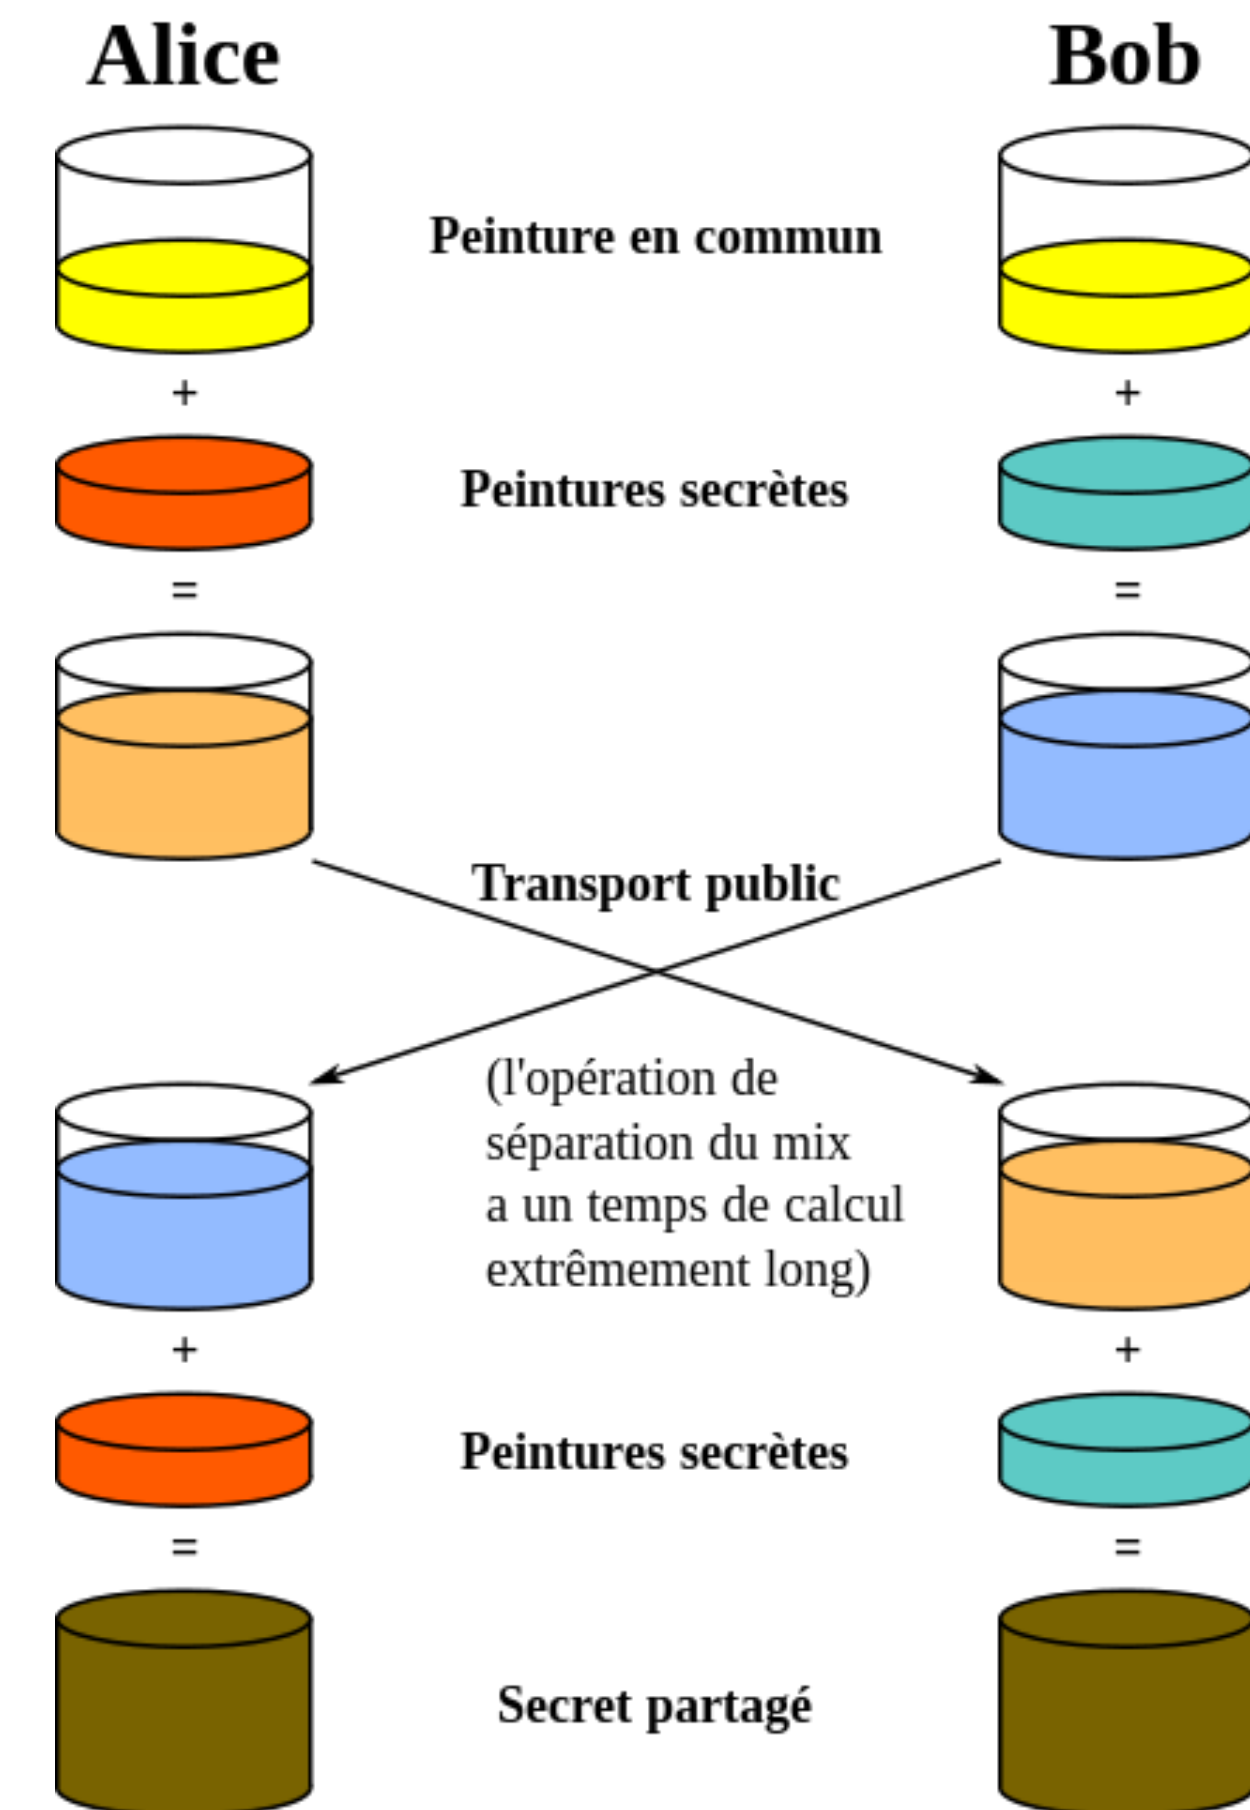 Alice
Bob
Peinture en commun
+
+
Peintures secrètes
=
=
Transport public
(l'opération de
séparation du mix
a un temps de calcul
extrêmement long)
+
+
Peintures secrètes
=
=
Secret partagé